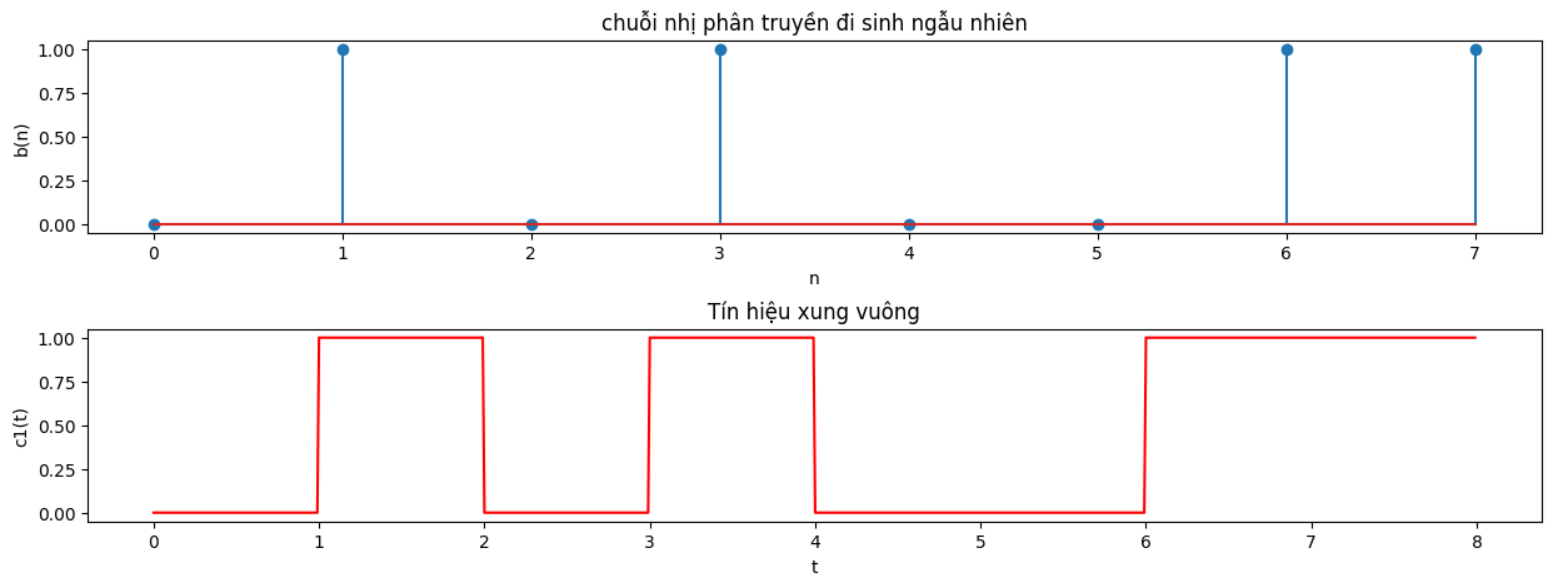 chuỗi nhị phân truyền đi sinh ngẫu nhiên
1.00
0.75
0.50
0.25
0.00
b(n)
0 1 2 3 4 5 6 7
n
Tín hiệu xung vuông
1.00
0.75
0.50
0.25
0.00
c1(t)
0 1 2 3 4 5 6 7 8
t